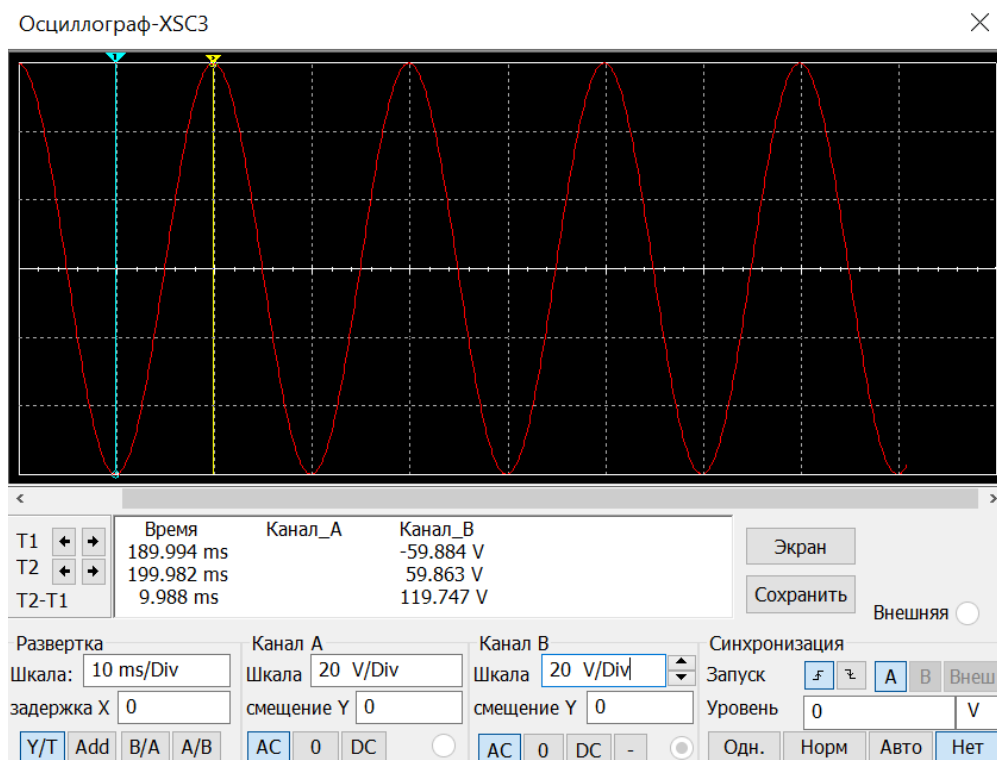 Осциллограф-XSC3
Время Канал_А Канал_В
T1 189.994 ms -59.884 V
T2 199.982 ms 59.863 V
T2-T1 9.988 ms 119.747 V
Экран
Сохранить
Внешняя
Развертка
Шкала: 10 ms/Div
задержка X 0
Y/T Add B/A A/B
Канал А
Шкала 20 V/Div
смещение Y 0
AC 0 DC
Канал В
Шкала 20 V/Div
смещение Y 0
AC 0 DC -
Синхронизация
Запуск A B Внеш
Уровень 0 V
Одн. Норм Авто Нет